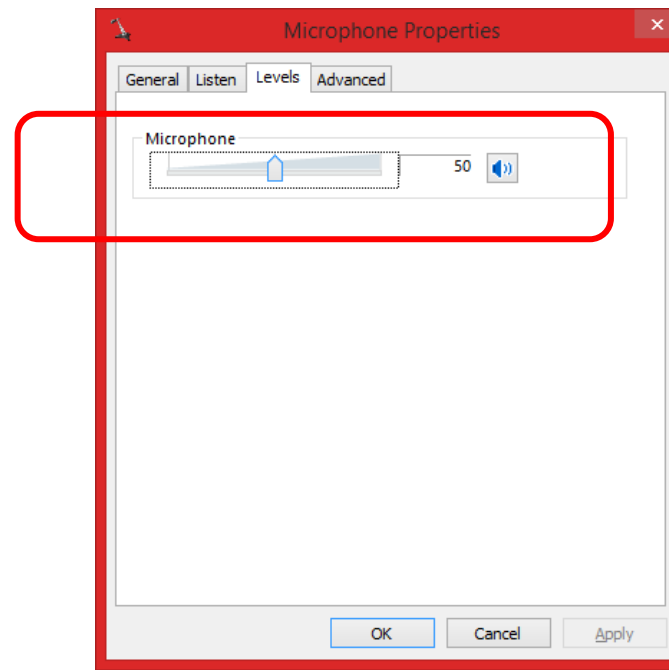 Microphone Properties
General Listen Levels Advanced
Microphone
50
OK Cancel Apply